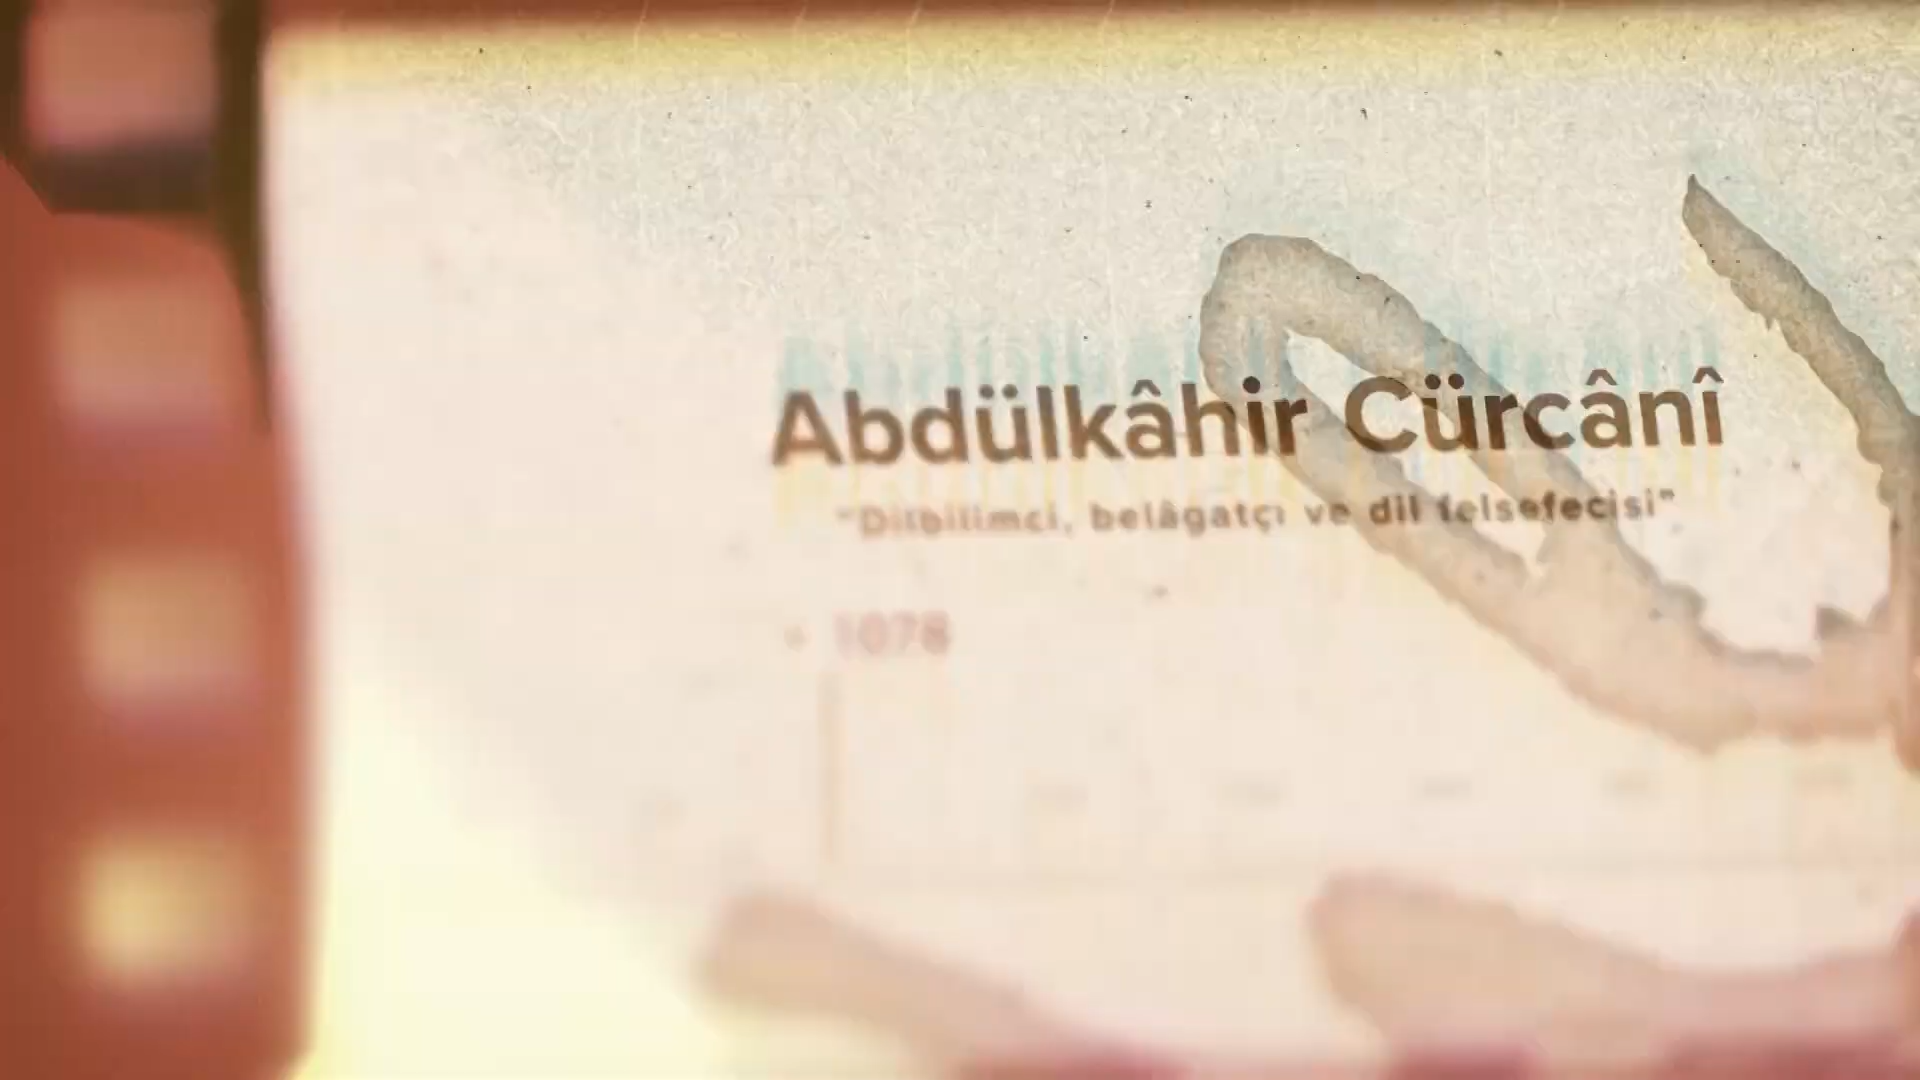 Abdülkâhir Cürcânî
"Dilbilimci, belâgatçı ve dil felsefecisi"
1078